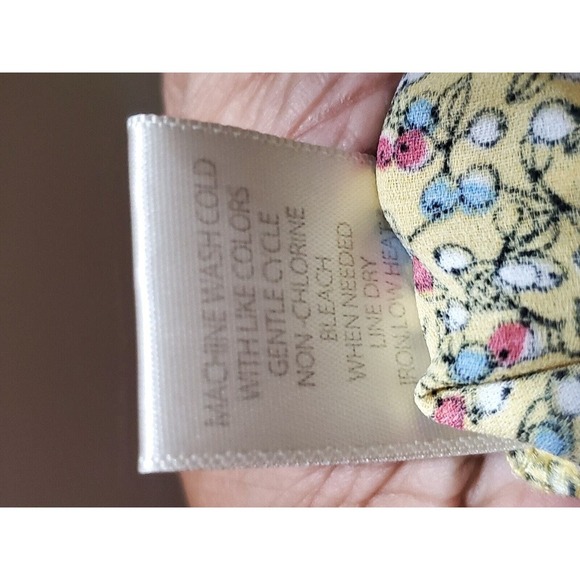 MACHINE WASH COLD
WITH LIKE COLORS
GENTLE CYCLE
NON-CHLORINE
BLEACH
WHEN NEEDED
LINE DRY
IRON LOW HEAT